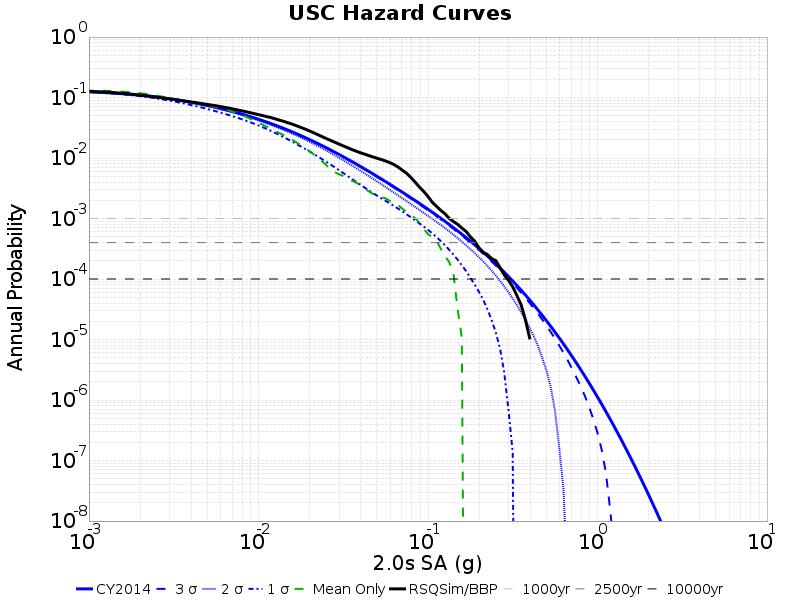 USC Hazard Curves
Annual Probability
10^0
10^-1
10^-2
10^-3
10^-4
10^-5
10^-6
10^-7
10^-8
10^-3 10^-2 10^-1 10^0 10^1
2.0s SA (g)
CY2014 3 σ 2 σ 1 σ Mean Only RSQSim/BBP 1000yr 2500yr 10000yr